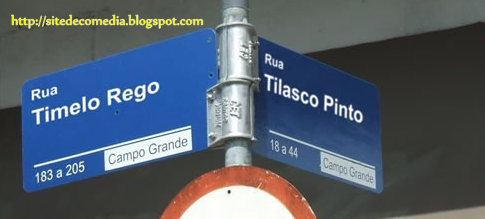 http://sitedecomedia.blogspot.com/
Rua
Timelo Rego
183 a 205 Campo Grande
Rua
Tilasco Pinto
18 a 44 Campo Grande